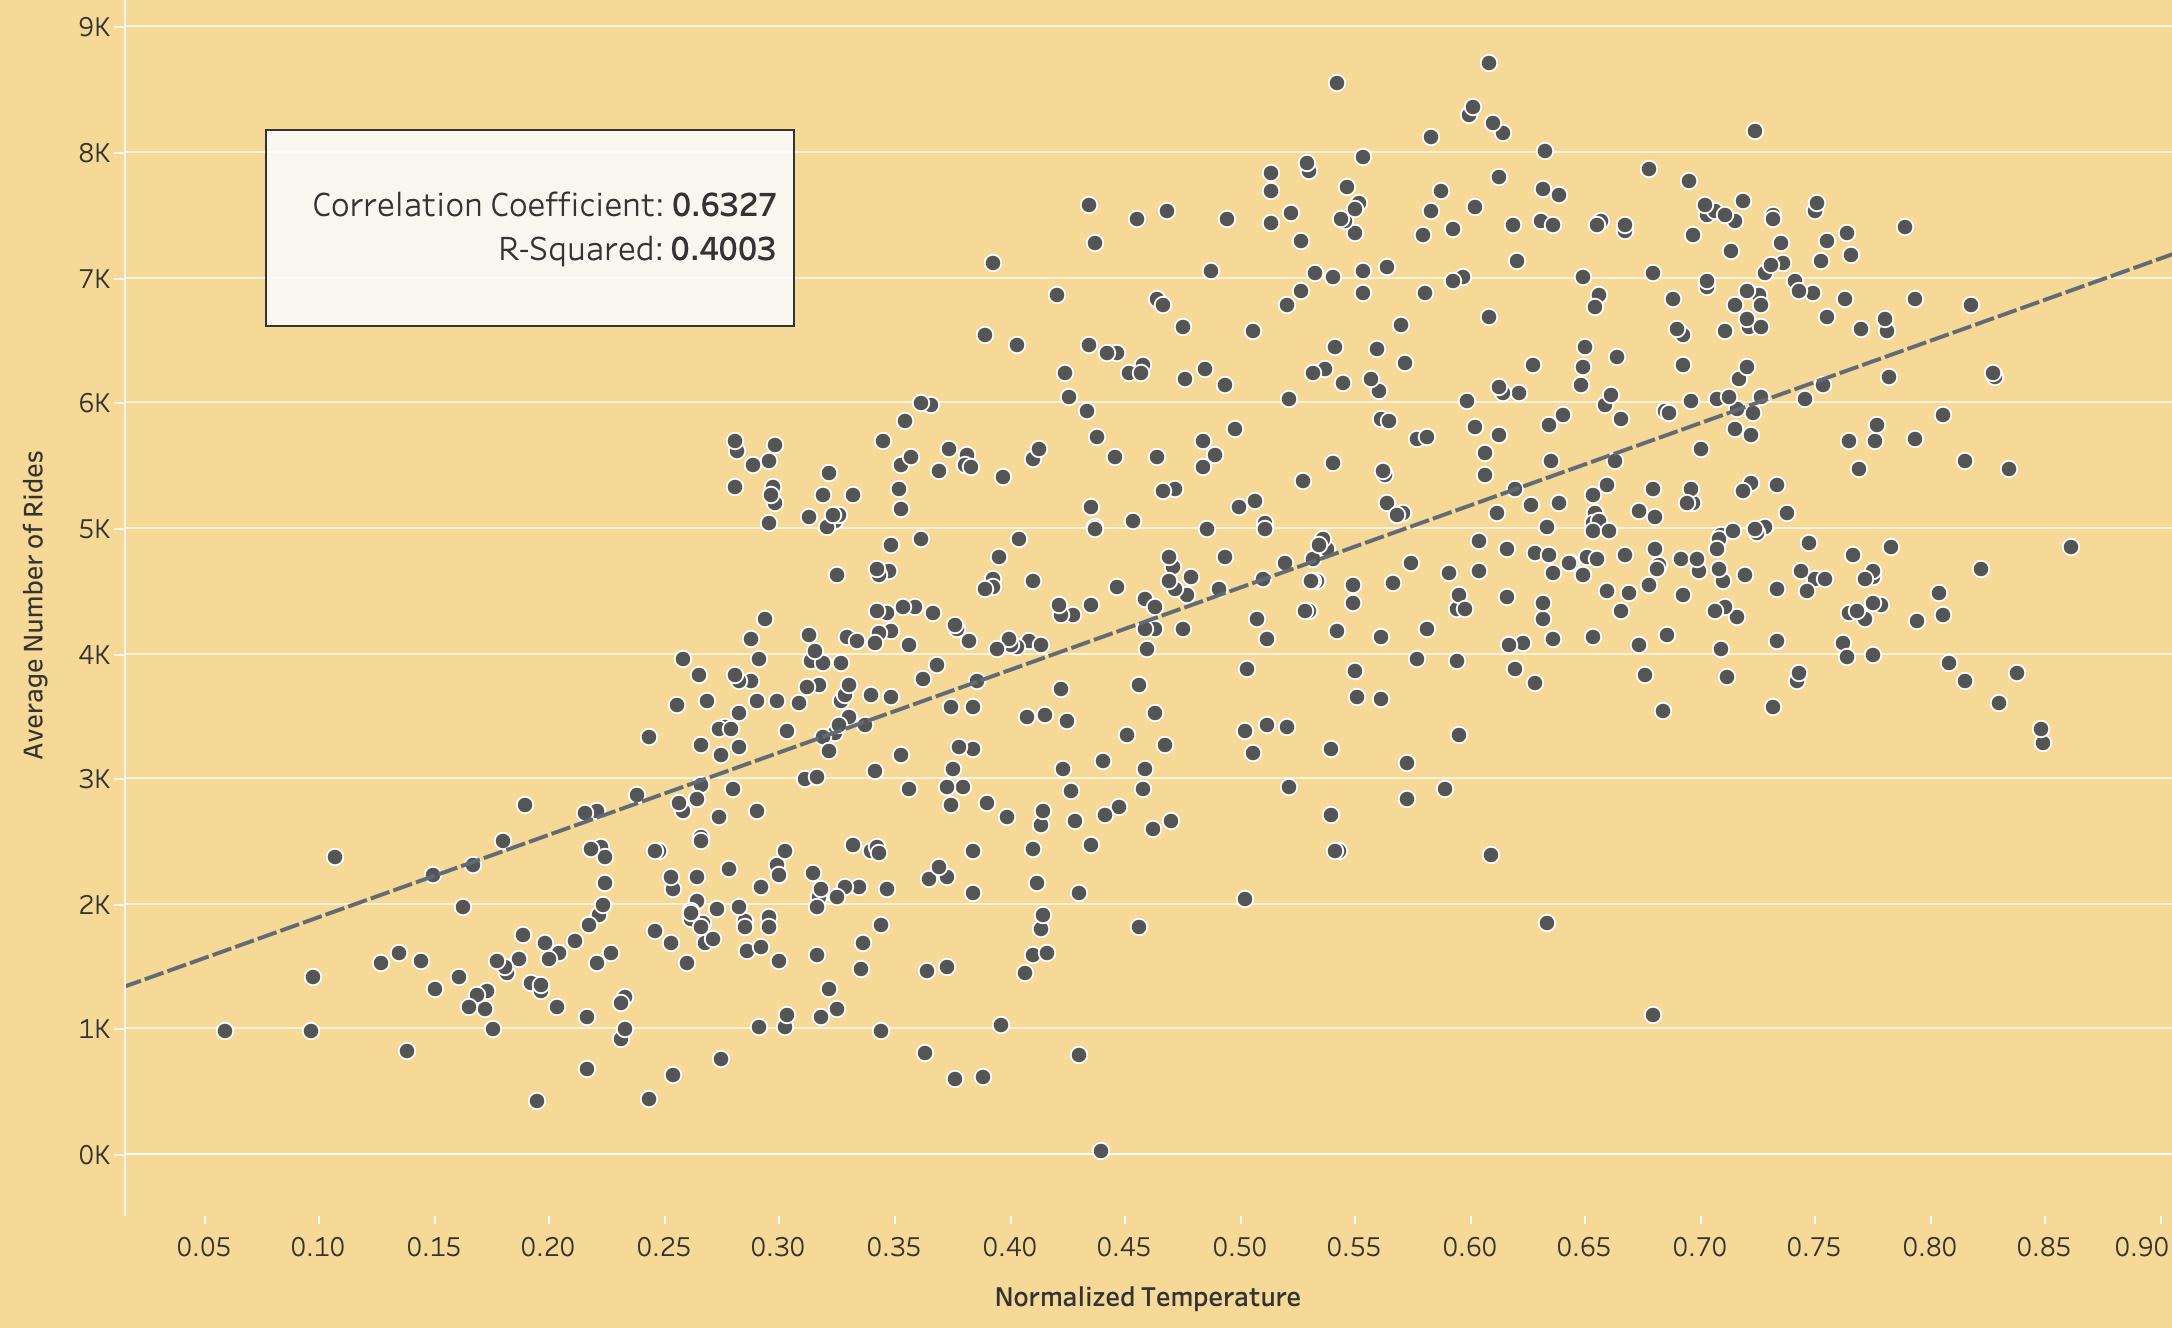 9K
8K
7K
6K
5K
4K
3K
2K
1K
0K
Average Number of Rides
Correlation Coefficient: 0.6327
R-Squared: 0.4003
0.05 0.10 0.15 0.20 0.25 0.30 0.35 0.40 0.45 0.50 0.55 0.60 0.65 0.70 0.75 0.80 0.85 0.90
Normalized Temperature